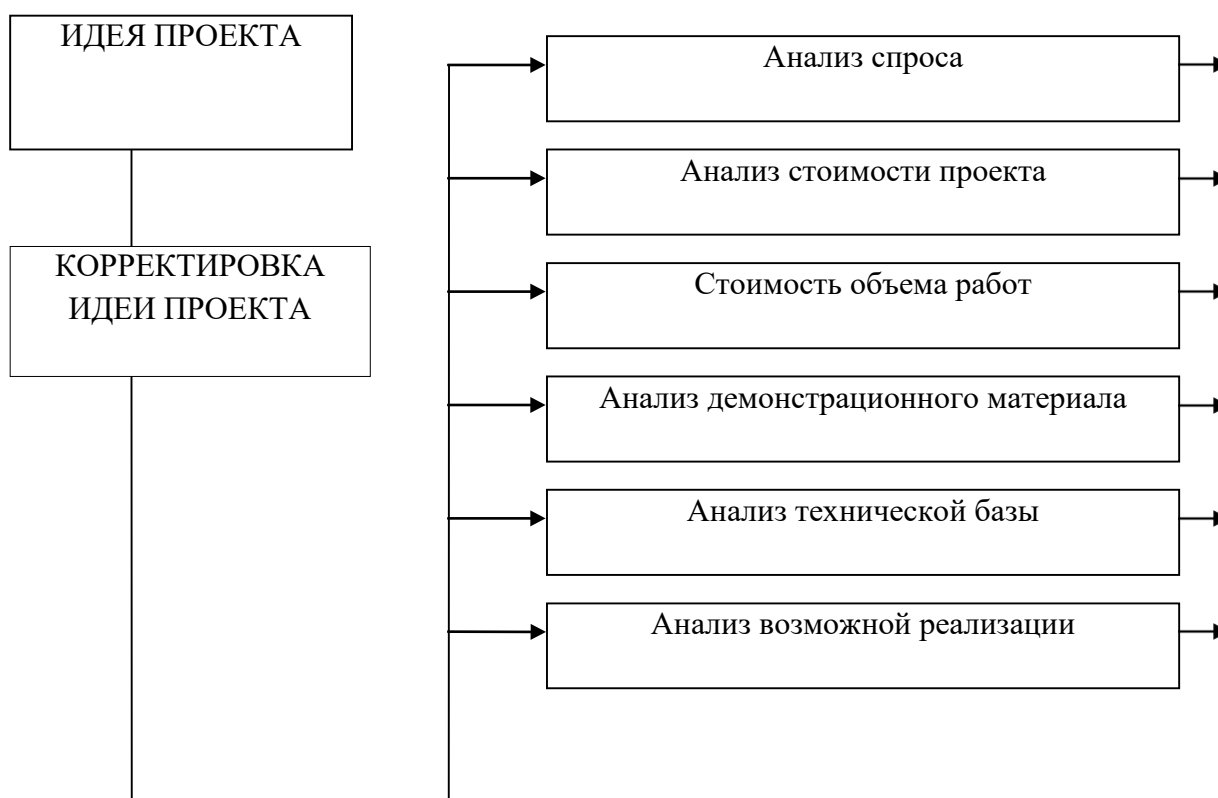 ИДЕЯ ПРОЕКТА
КОРРЕКТИРОВКА
ИДЕИ ПРОЕКТА
Анализ спроса
Анализ стоимости проекта
Стоимость объема работ
Анализ демонстрационного материала
Анализ технической базы
Анализ возможной реализации